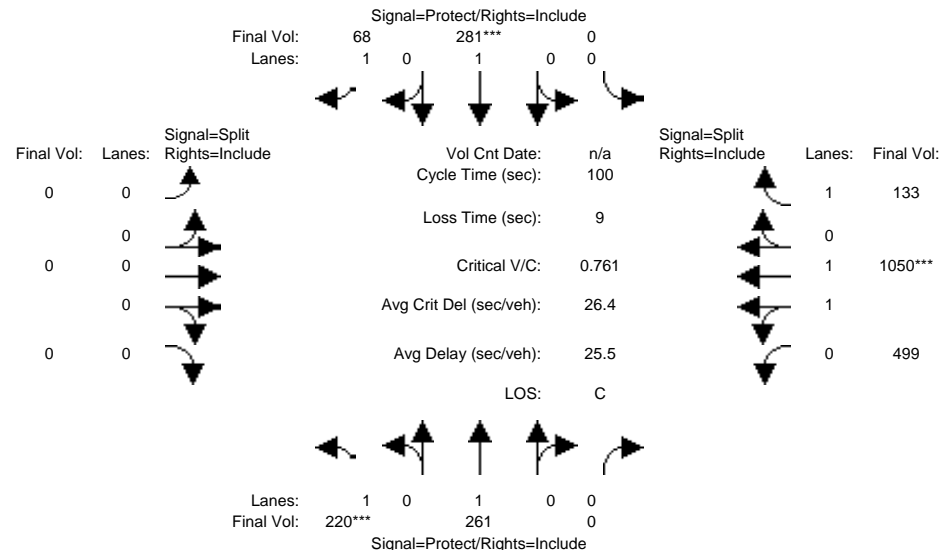 Signal=Protect/Rights=Include
Final Vol: 68 281*** 0
Lanes: 1 0 1 0 0
Signal=Split Signal=Split
Final Vol: Lanes: Rights=Include Vol Cnt Date: n/a Rights=Include Lanes: Final Vol:
Cycle Time (sec): 100
0 0 1 133
Loss Time (sec): 9
0 0
0 0 Critical V/C: 0.761 1 1050***
0 Avg Crit Del (sec/veh): 26.4 1
0 0 Avg Delay (sec/veh): 25.5 0 499
LOS: C
Lanes: 1 0 1 0 0
Final Vol: 220*** 261 0
Signal=Protect/Rights=Include